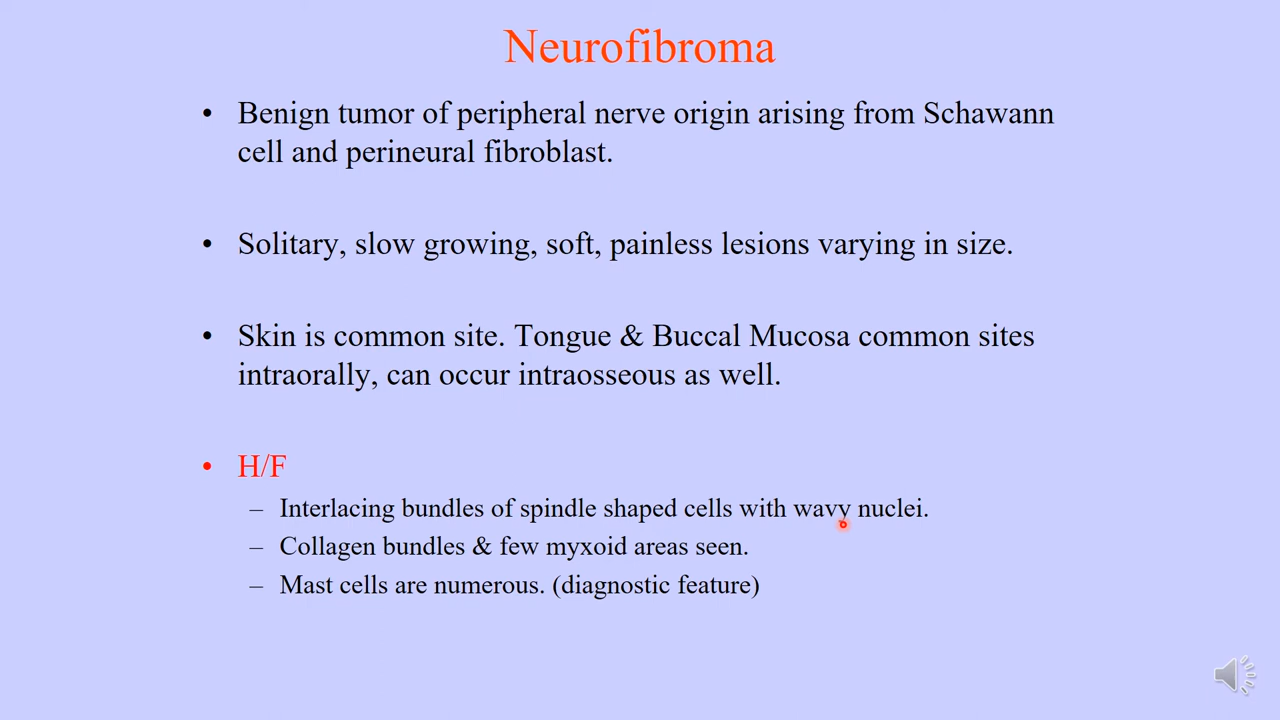 Neurofibroma
• Benign tumor of peripheral nerve origin arising from Schawann
cell and perineural fibroblast.
• Solitary, slow growing, soft, painless lesions varying in size.
• Skin is common site. Tongue & Buccal Mucosa common sites
intraorally, can occur intraosseous as well.
• H/F
– Interlacing bundles of spindle shaped cells with wavy nuclei.
– Collagen bundles & few myxoid areas seen.
– Mast cells are numerous. (diagnostic feature)